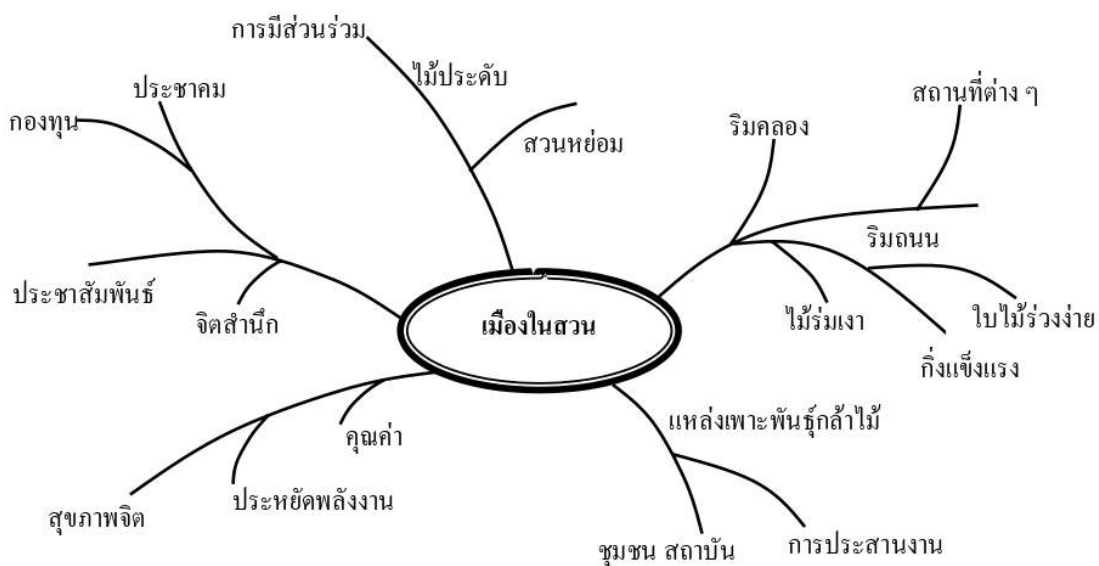 การมีส่วนร่วม
ไม้ประดับ
ประชาคม
กองทุน
สวนหย่อม
ริมคลอง
สถานที่ต่าง ๆ
ริมถนน
ประชาสัมพันธ์
จิตสำนึก
เมืองในสวน
ไม้ร่มเงา
ใบไม้ร่วงง่าย
กิ่งแข็งแรง
แหล่งเพาะพันธุ์กล้าไม้
คุณค่า
ประหยัดพลังงาน
สุขภาพจิต
ชุมชน สถาบัน
การประสานงาน